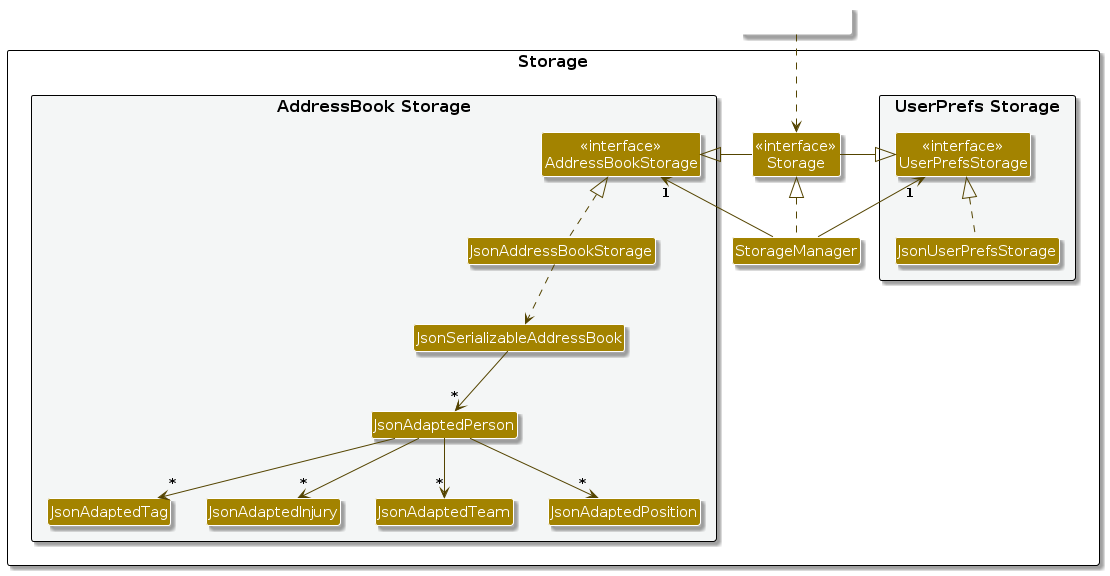 Storage
AddressBook Storage
UserPrefs Storage
«interface»
AddressBookStorage
«interface»
Storage
«interface»
UserPrefsStorage
1
1
JsonAddressBookStorage
StorageManager
JsonUserPrefsStorage
JsonSerializableAddressBook
*
JsonAdaptedPerson
*
*
*
*
JsonAdaptedTag
JsonAdaptedInjury
JsonAdaptedTeam
JsonAdaptedPosition